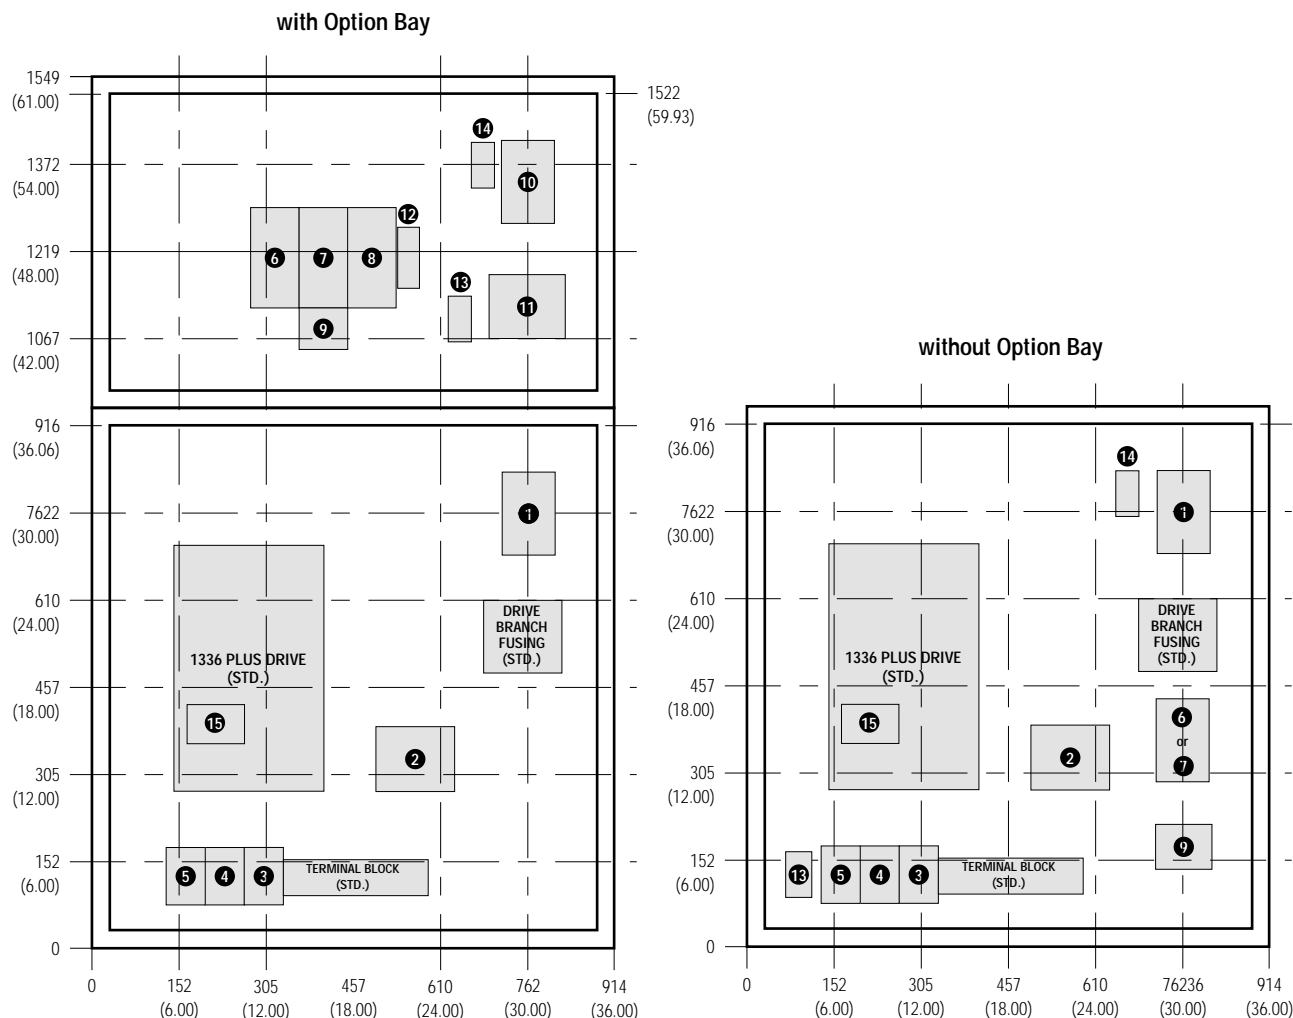 with Option Bay
1549
(61.00)
1522
(59.93)
14
1372
(54.00)
10
12
1219
(48.00)
6 7 8
13
11
9
1067
(42.00)
916
(36.06)
7622
(30.00)
1
610
(24.00)
DRIVE
BRANCH
FUSING
(STD.)
1336 PLUS DRIVE
(STD.)
457
(18.00)
15
2
305
(12.00)
152
(6.00)
5 4 3
TERMINAL BLOCK
(STD.)
0
0 152 305 457 610 762 914
(6.00) (12.00) (18.00) (24.00) (30.00) (36.00)
without Option Bay
916
(36.06)
14
7622
(30.00)
1
610
(24.00)
DRIVE
BRANCH
FUSING
(STD.)
1336 PLUS DRIVE
(STD.)
457
(18.00)
15
6
or
7
2
305
(12.00)
9
152
(6.00)
13 5 4 3
TERMINAL BLOCK
(STD.)
0
0 152 305 457 610 76236 914
(6.00) (12.00) (18.00) (24.00) (30.00) (36.00)